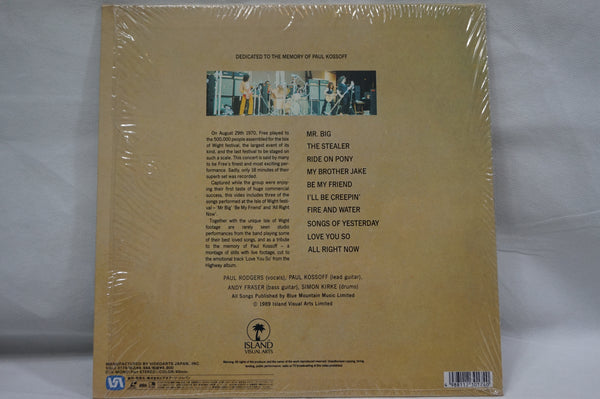 DEDICATED TO THE MEMORY OF PAUL KOSSOFF
On August 29th 1970, Free played to
the 500,000 people assembled for the Isle
of Wight festival, the largest event of its
kind, and the last festival to be staged on
such a scale. This concert is said by many
to be Free's finest and most exciting per-
formance. Sadly, only 18 minutes of their
superb set was recorded.
Captured while the group were enjoy-
ing their first taste of huge commercial
success, this video includes three of the
songs performed at the Isle of Wight festi-
val – 'Mr Big' 'Be My Friend' and 'All Right
Now'.
Together with the unique Isle of Wight
footage are rarely seen studio
performances from the band playing some
of their best loved songs, and as a tribute
to the memory of Paul Kossoff – a
montage of stills with live footage, cut to
the emotional track 'Love You So' from the
Highway album.
MR. BIG
THE STEALER
RIDE ON PONY
MY BROTHER JAKE
BE MY FRIEND
I'LL BE CREEPIN'
FIRE AND WATER
SONGS OF YESTERDAY
LOVE YOU SO
ALL RIGHT NOW
PAUL RODGERS (vocals), PAUL KOSSOFF (lead guitar),
ANDY FRASER (bass guitar), SIMON KIRKE (drums)
All Songs Published by Blue Mountain Music Limited
© 1989 Island Visual Arts Limited
ISLAND
VISUAL ARTS
MANUFACTURED BY VIDEOARTS JAPAN, INC.
STEREO
COLOR
VA